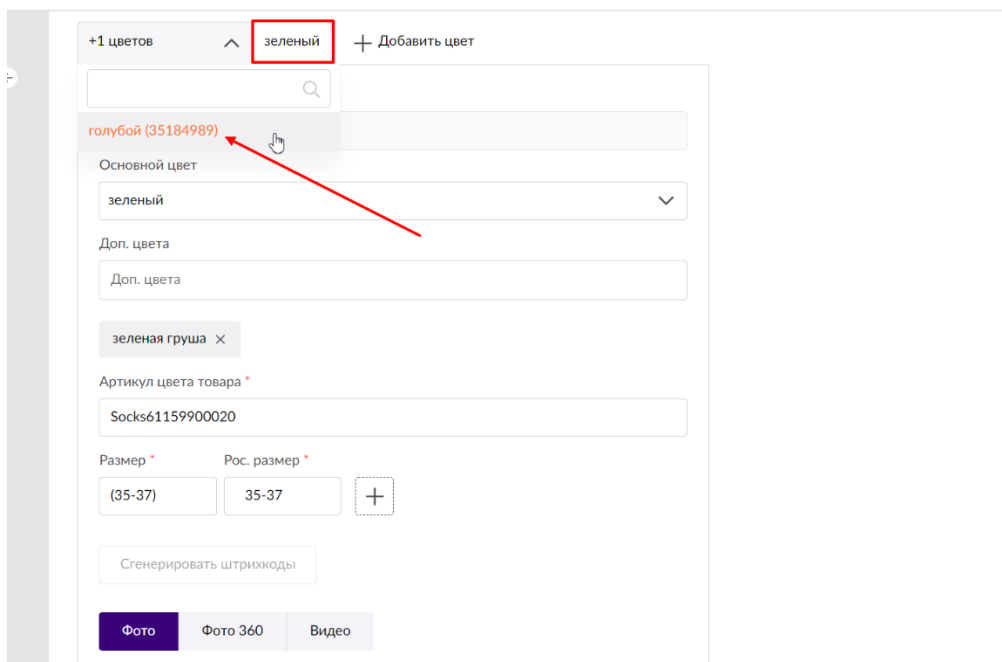 +1 цветов зеленый + Добавить цвет
голубой (35184989)
Основной цвет
зеленый
Доп. цвета
Доп. цвета
зеленая груша ×
Артикул цвета товара *
Socks61159900020
Размер * Рос. размер *
(35-37) 35-37 +
Сгенерировать штрихкоды
Фото Фото 360 Видео